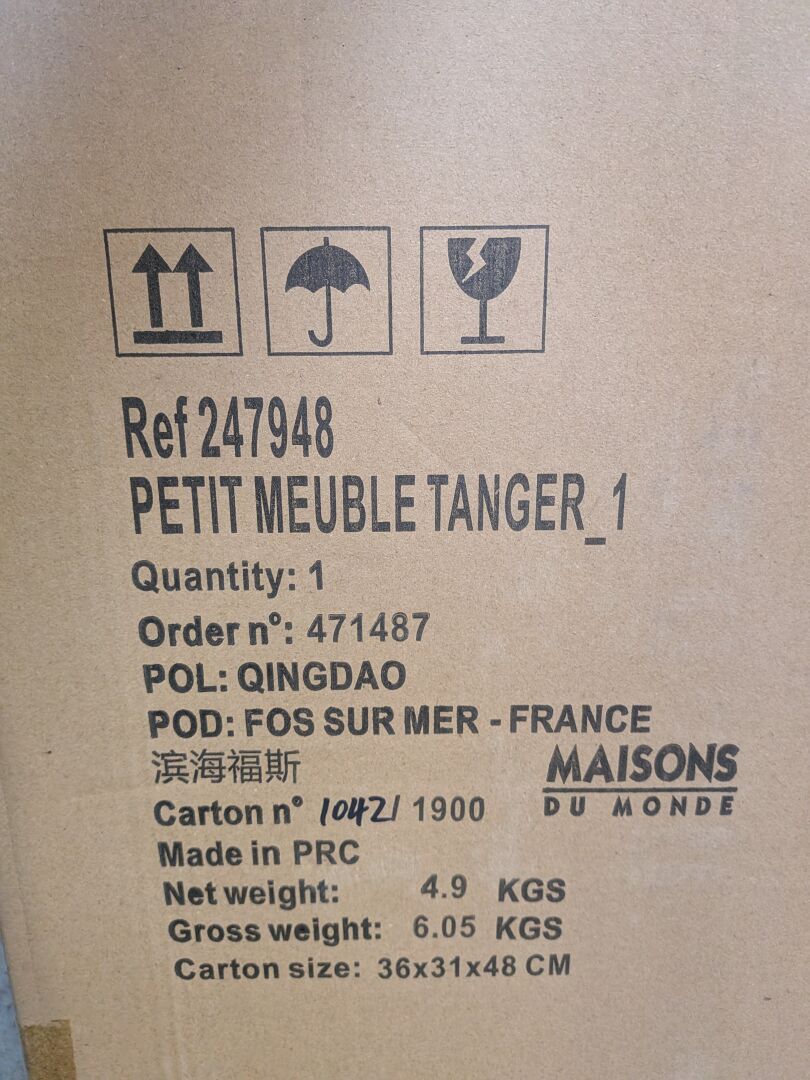 Ref 247948
PETIT MEUBLE TANGER_1
Quantity: 1
Order n°: 471487
POL: QINGDAO
POD: FOS SUR MER - FRANCE
滨海福斯
MAISONS
DU MONDE
Carton n° 1042/ 1900
Made in PRC
Net weight: 4.9 KGS
Gross weight: 6.05 KGS
Carton size: 36x31x48 CM